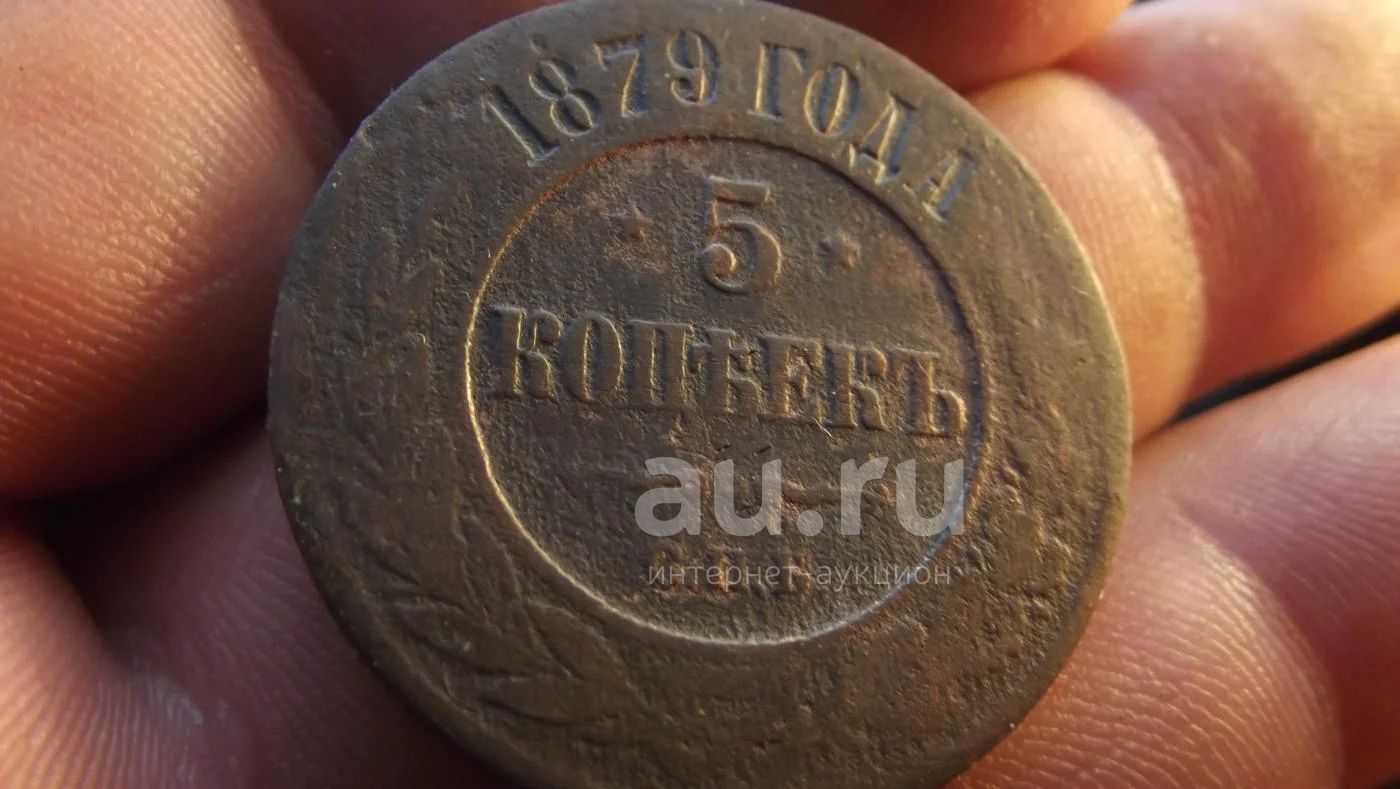 1879 ГОДА
* 5 *
КОПѢЕКЪ
au.ru
С.П.Б.
интернет-аукцион